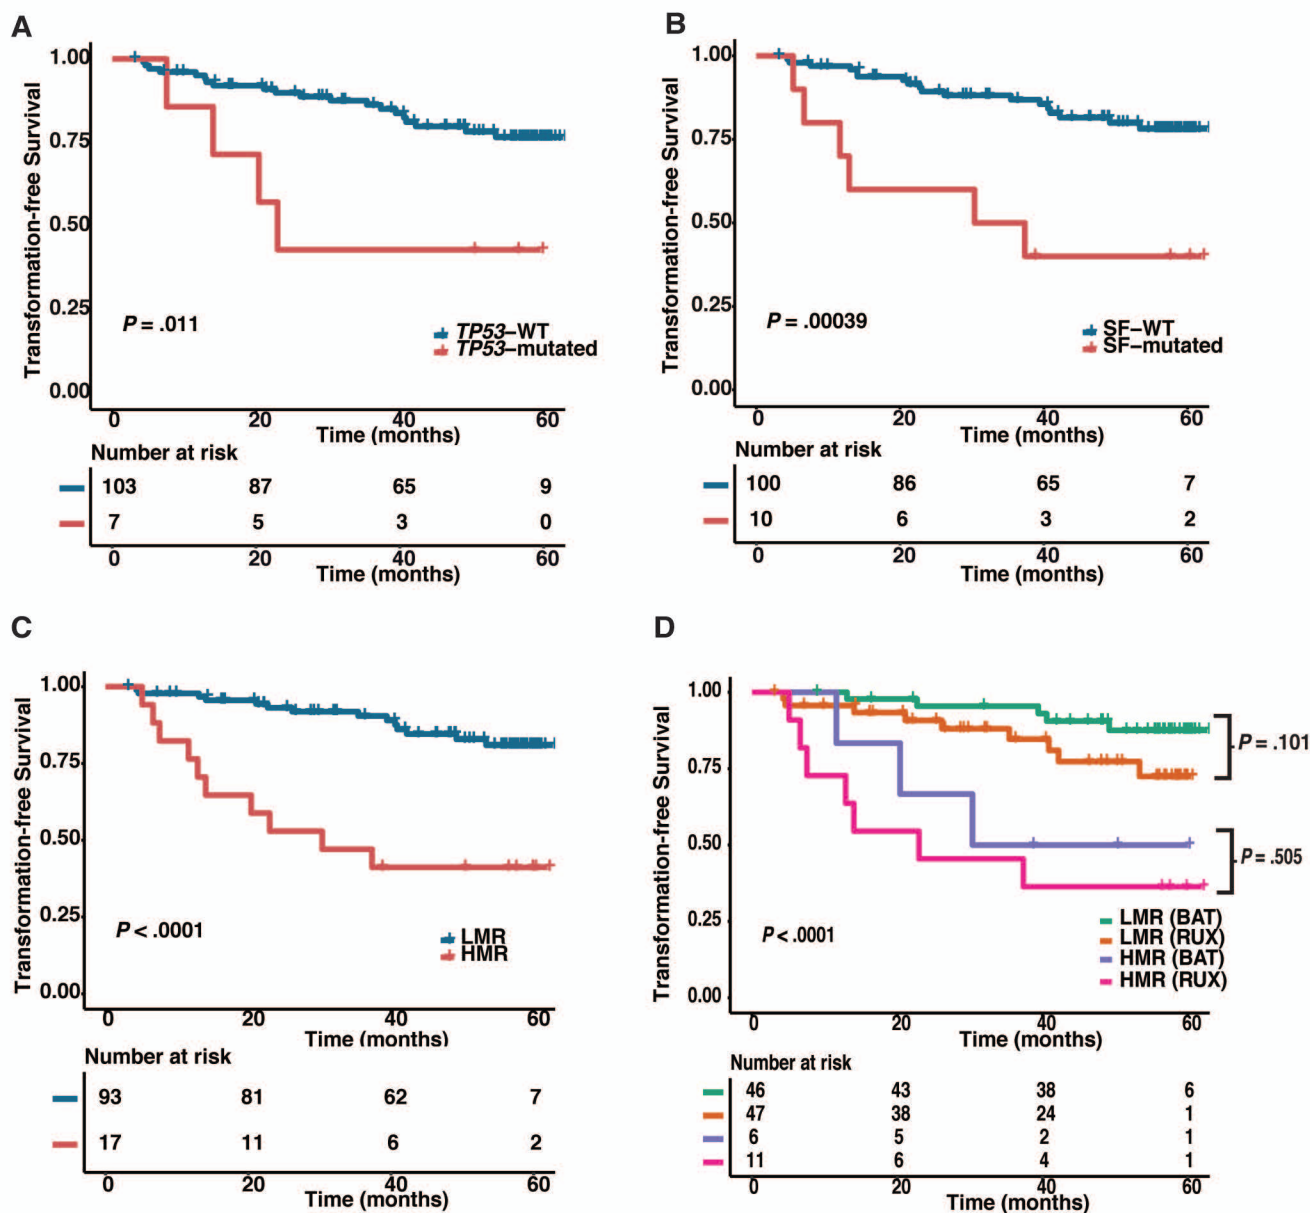 A
Transformation-free Survival
1.00
0.75
0.50
0.25
0.00
P = .011
TP53–WT
TP53–mutated
0 20 40 60
Time (months)
Number at risk
103 87 65 9
7 5 3 0
0 20 40 60
Time (months)
B
Transformation-free Survival
1.00
0.75
0.50
0.25
0.00
P = .00039
SF–WT
SF–mutated
0 20 40 60
Time (months)
Number at risk
100 86 65 7
10 6 3 2
0 20 40 60
Time (months)
C
Transformation-free Survival
1.00
0.75
0.50
0.25
0.00
P < .0001
LMR
HMR
0 20 40 60
Time (months)
Number at risk
93 81 62 7
17 11 6 2
0 20 40 60
Time (months)
D
Transformation-free Survival
1.00
0.75
0.50
0.25
0.00
P = .101
P = .505
P < .0001
LMR (BAT)
LMR (RUX)
HMR (BAT)
HMR (RUX)
0 20 40 60
Time (months)
Number at risk
46 43 38 6
47 38 24 1
6 5 2 1
11 6 4 1
0 20 40 60
Time (months)